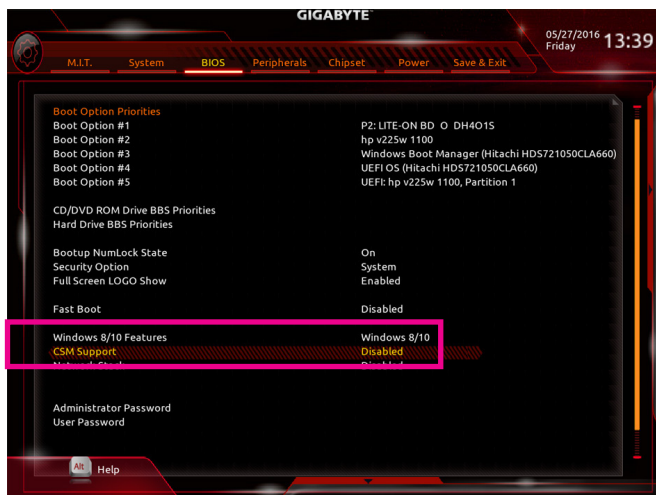 GIGABYTE™
05/27/2016
Friday
13:39
M.I.T. System BIOS Peripherals Chipset Power Save & Exit
Boot Option Priorities
Boot Option #1 P2: LITE-ON BD O DH4O1S
Boot Option #2 hp v225w 1100
Boot Option #3 Windows Boot Manager (Hitachi HDS721050CLA660)
Boot Option #4 UEFI OS (Hitachi HDS721050CLA660)
Boot Option #5 UEFI: hp v225w 1100, Partition 1
CD/DVD ROM Drive BBS Priorities
Hard Drive BBS Priorities
Bootup NumLock State On
Security Option System
Full Screen LOGO Show Enabled
Fast Boot Disabled
Windows 8/10 Features Windows 8/10
CSM Support Disabled
Network Stack Disabled
Administrator Password
User Password
Alt Help